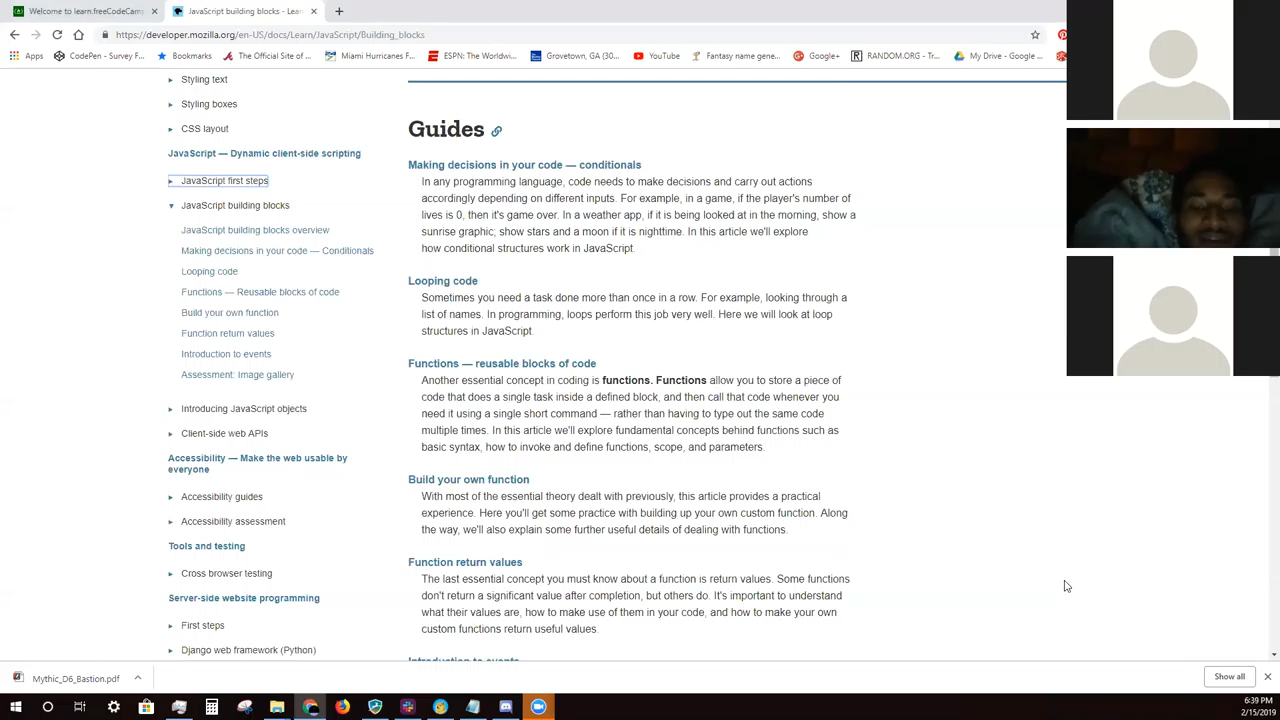 Welcome to learn.freeCodeCam
JavaScript building blocks - Lear
https://developer.mozilla.org/en-US/docs/Learn/JavaScript/Building_blocks
Apps
CodePen - Survey F...
Bookmarks
The Official Site of ...
Miami Hurricanes F...
ESPN: The Worldwi...
Grovetown, GA (30...
YouTube
Fantasy name gene...
Google+
RANDOM.ORG - Tr...
My Drive - Google ...
Styling text
Styling boxes
CSS layout
JavaScript — Dynamic client-side scripting
JavaScript first steps
JavaScript building blocks
JavaScript building blocks overview
Making decisions in your code — Conditionals
Looping code
Functions — Reusable blocks of code
Build your own function
Function return values
Introduction to events
Assessment: Image gallery
Introducing JavaScript objects
Client-side web APIs
Accessibility — Make the web usable by
everyone
Accessibility guides
Accessibility assessment
Tools and testing
Cross browser testing
Server-side website programming
First steps
Django web framework (Python)
Guides
Making decisions in your code — conditionals
In any programming language, code needs to make decisions and carry out actions
accordingly depending on different inputs. For example, in a game, if the player's number of
lives is 0, then it's game over. In a weather app, if it is being looked at in the morning, show a
sunrise graphic; show stars and a moon if it is nighttime. In this article we'll explore
how conditional structures work in JavaScript.
Looping code
Sometimes you need a task done more than once in a row. For example, looking through a
list of names. In programming, loops perform this job very well. Here we will look at loop
structures in JavaScript.
Functions — reusable blocks of code
Another essential concept in coding is functions. Functions allow you to store a piece of
code that does a single task inside a defined block, and then call that code whenever you
need it using a single short command — rather than having to type out the same code
multiple times. In this article we'll explore fundamental concepts behind functions such as
basic syntax, how to invoke and define functions, scope, and parameters.
Build your own function
With most of the essential theory dealt with previously, this article provides a practical
experience. Here you'll get some practice with building up your own custom function. Along
the way, we'll also explain some further useful details of dealing with functions.
Function return values
The last essential concept you must know about a function is return values. Some functions
don't return a significant value after completion, but others do. It's important to understand
what their values are, how to make use of them in your code, and how to make your own
custom functions return useful values.
Introduction to events
Mythic_D6_Bastion.pdf
Show all
6:39 PM
2/15/2019